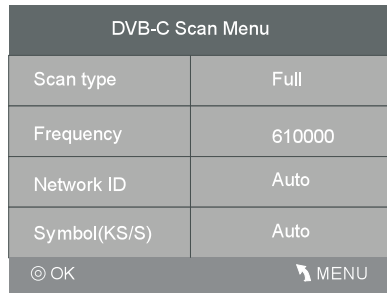 DVB-C Scan Menu
Scan type Full
Frequency 610000
Network ID Auto
Symbol(KS/S) Auto
OK MENU